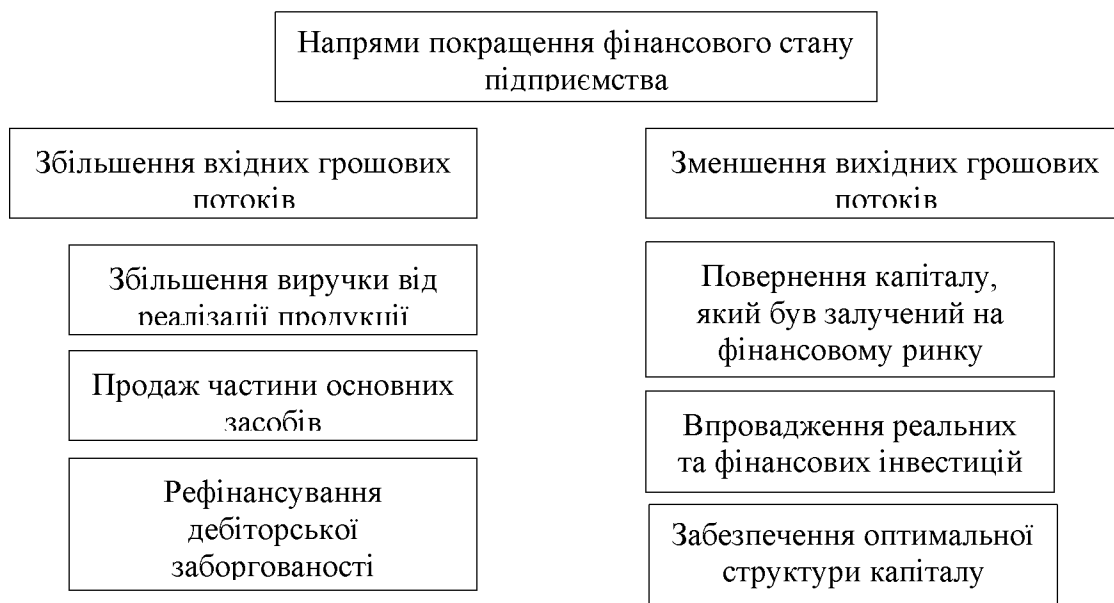 Напрями покращення фінансового стану
підприємства
Збільшення вхідних грошових
потоків
Збільшення виручки від
реалізації продукції
Продаж частини основних
засобів
Рефінансування
дебіторської
заборгованості
Зменшення вихідних грошових
потоків
Повернення капіталу,
який був залучений на
фінансовому ринку
Впровадження реальних
та фінансових інвестицій
Забезпечення оптимальної
структури капіталу